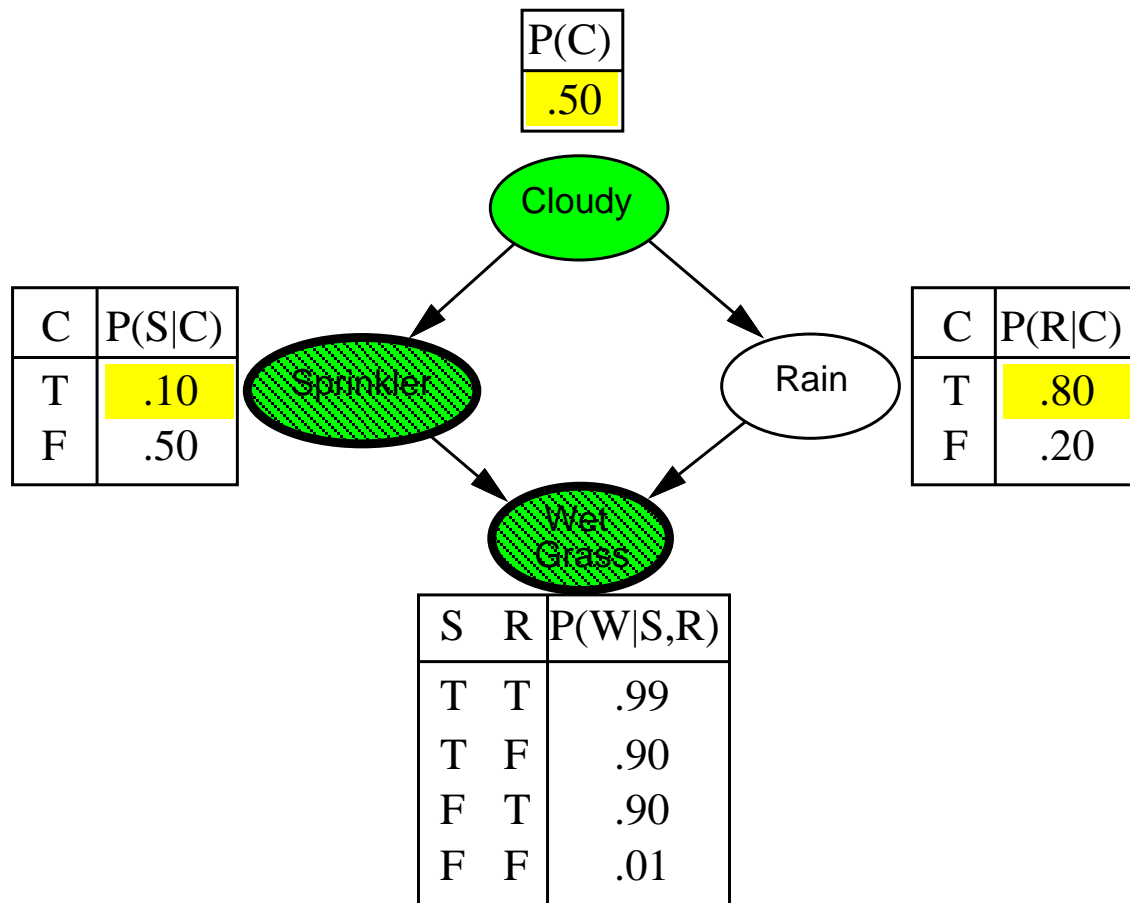 P(C)
.50
Cloudy
C P(S|C)
T .10
F .50
Sprinkler
Rain
C P(R|C)
T .80
F .20
Wet
Grass
S R P(W|S,R)
T T .99
T F .90
F T .90
F F .01